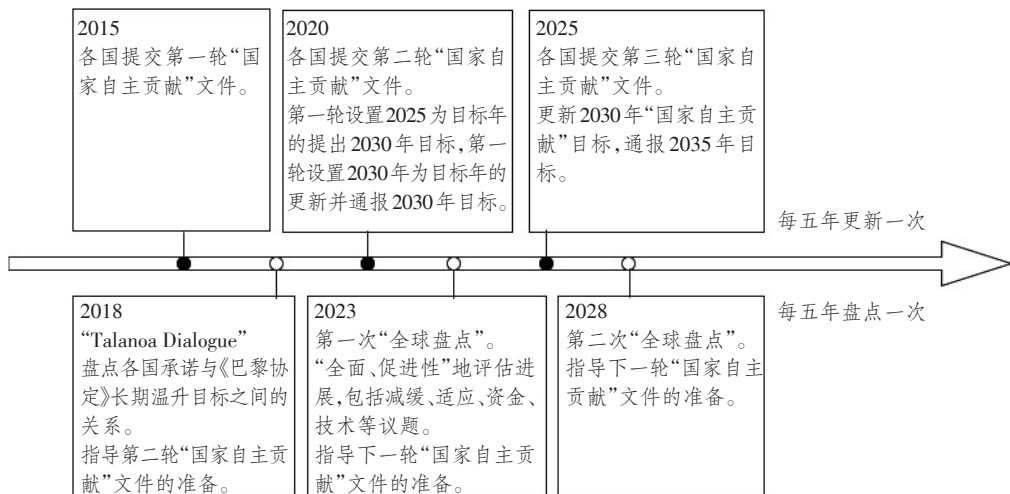 2015
各国提交第一轮“国
家自主贡献”文件。
2020
各国提交第二轮“国家自
主贡献”文件。
第一轮设置2025为目标年
的提出2030年目标,第一
轮设置2030年为目标年的
更新并通报2030年目标。
2025
各国提交第三轮“国家自
主贡献”文件。
更新2030年“国家自主贡
献”目标,通报2035年目
标。
每五年更新一次
每五年盘点一次
2018
“Talanoa Dialogue”
盘点各国承诺与《巴黎协
定》长期温升目标之间的
关系。
指导第二轮“国家自主贡
献”文件的准备。
2023
第一次“全球盘点”。
“全面、促进性”地评估进
展,包括减缓、适应、资金、
技术等议题。
指导下一轮“国家自主贡
献”文件的准备。
2028
第二次“全球盘点”。
指导下一轮“国家自主
贡献”文件的准备。